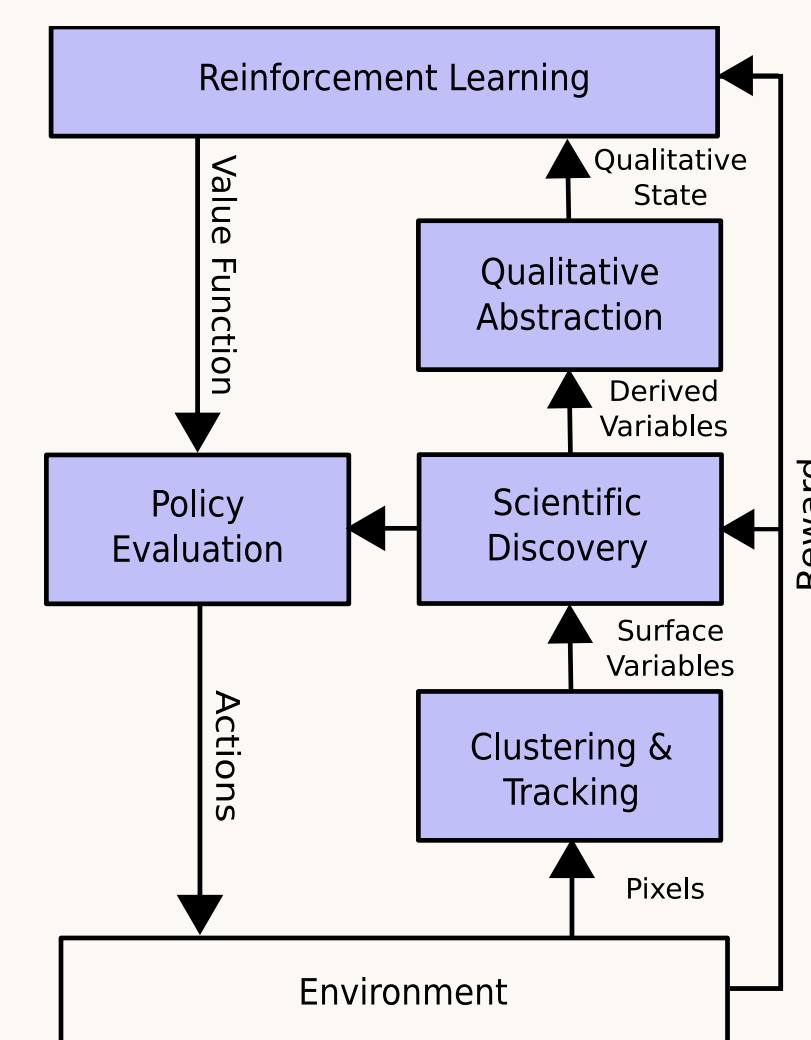 Reinforcement Learning
Value Function
Qualitative
State
Qualitative
Abstraction
Derived
Variables
Policy
Evaluation
Scientific
Discovery
Reward
Surface
Variables
Actions
Clustering &
Tracking
Pixels
Environment